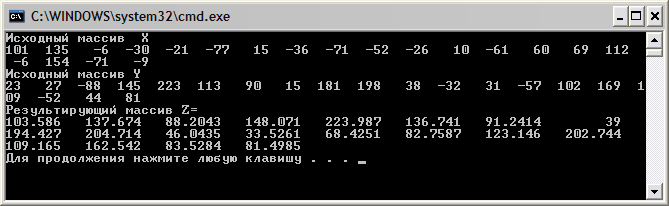 C:\WINDOWS\system32\cmd.exe
Исходный массив X
101 135 -6 -30 -21 -77 15 -36 -71 -52 -26 10 -61 60 69 112
-6 154 -71 -9
Исходный массив Y
23 27 -88 145 223 113 90 15 181 198 38 -32 31 -57 102 169 1
09 -52 44 81
Результирующий массив Z=
103.586 137.674 88.2043 148.071 223.987 136.741 91.2414 39
194.427 204.714 46.0435 33.5261 68.4251 82.7587 123.146 202.744
109.165 162.542 83.5284 81.4985
Для продолжения нажмите любую клавишу . . .